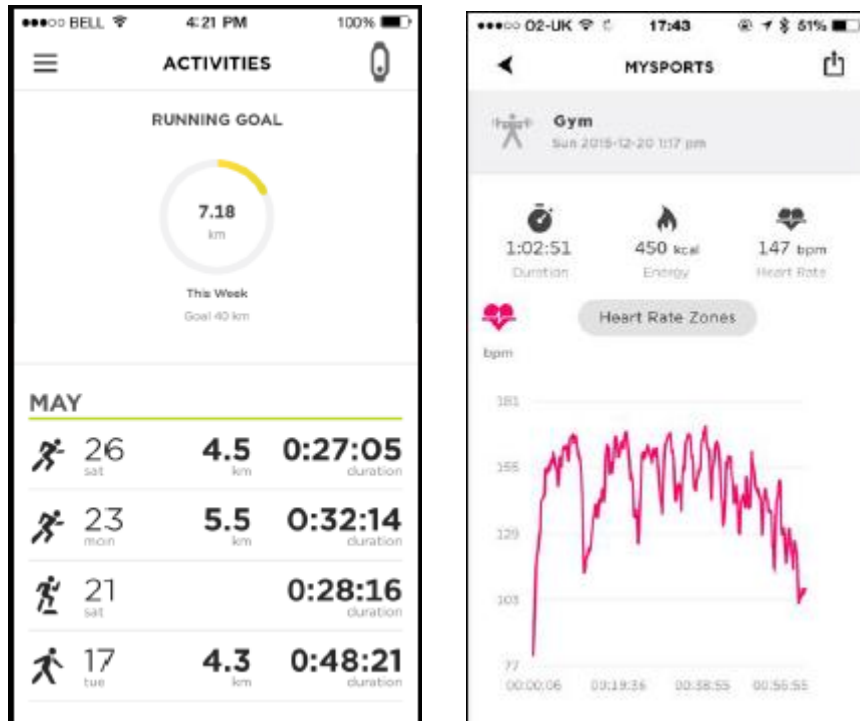 BELL 4:21 PM 100%
ACTIVITIES
RUNNING GOAL
7.18
km
This Week
Goal 40 km
MAY
26 4.5 0:27:05
sat km duration
23 5.5 0:32:14
mon km duration
21 0:28:16
sat duration
17 4.3 0:48:21
tue km duration
O2-UK 17:43 51%
MYSPORTS
Gym
Sun 2015-12-20 1:17 pm
1:02:51 450 kcal 147 bpm
Duration Energy Heart Rate
Heart Rate Zones
bpm
181
155
129
103
77
00:00:06 00:19:36 00:38:55 00:56:55